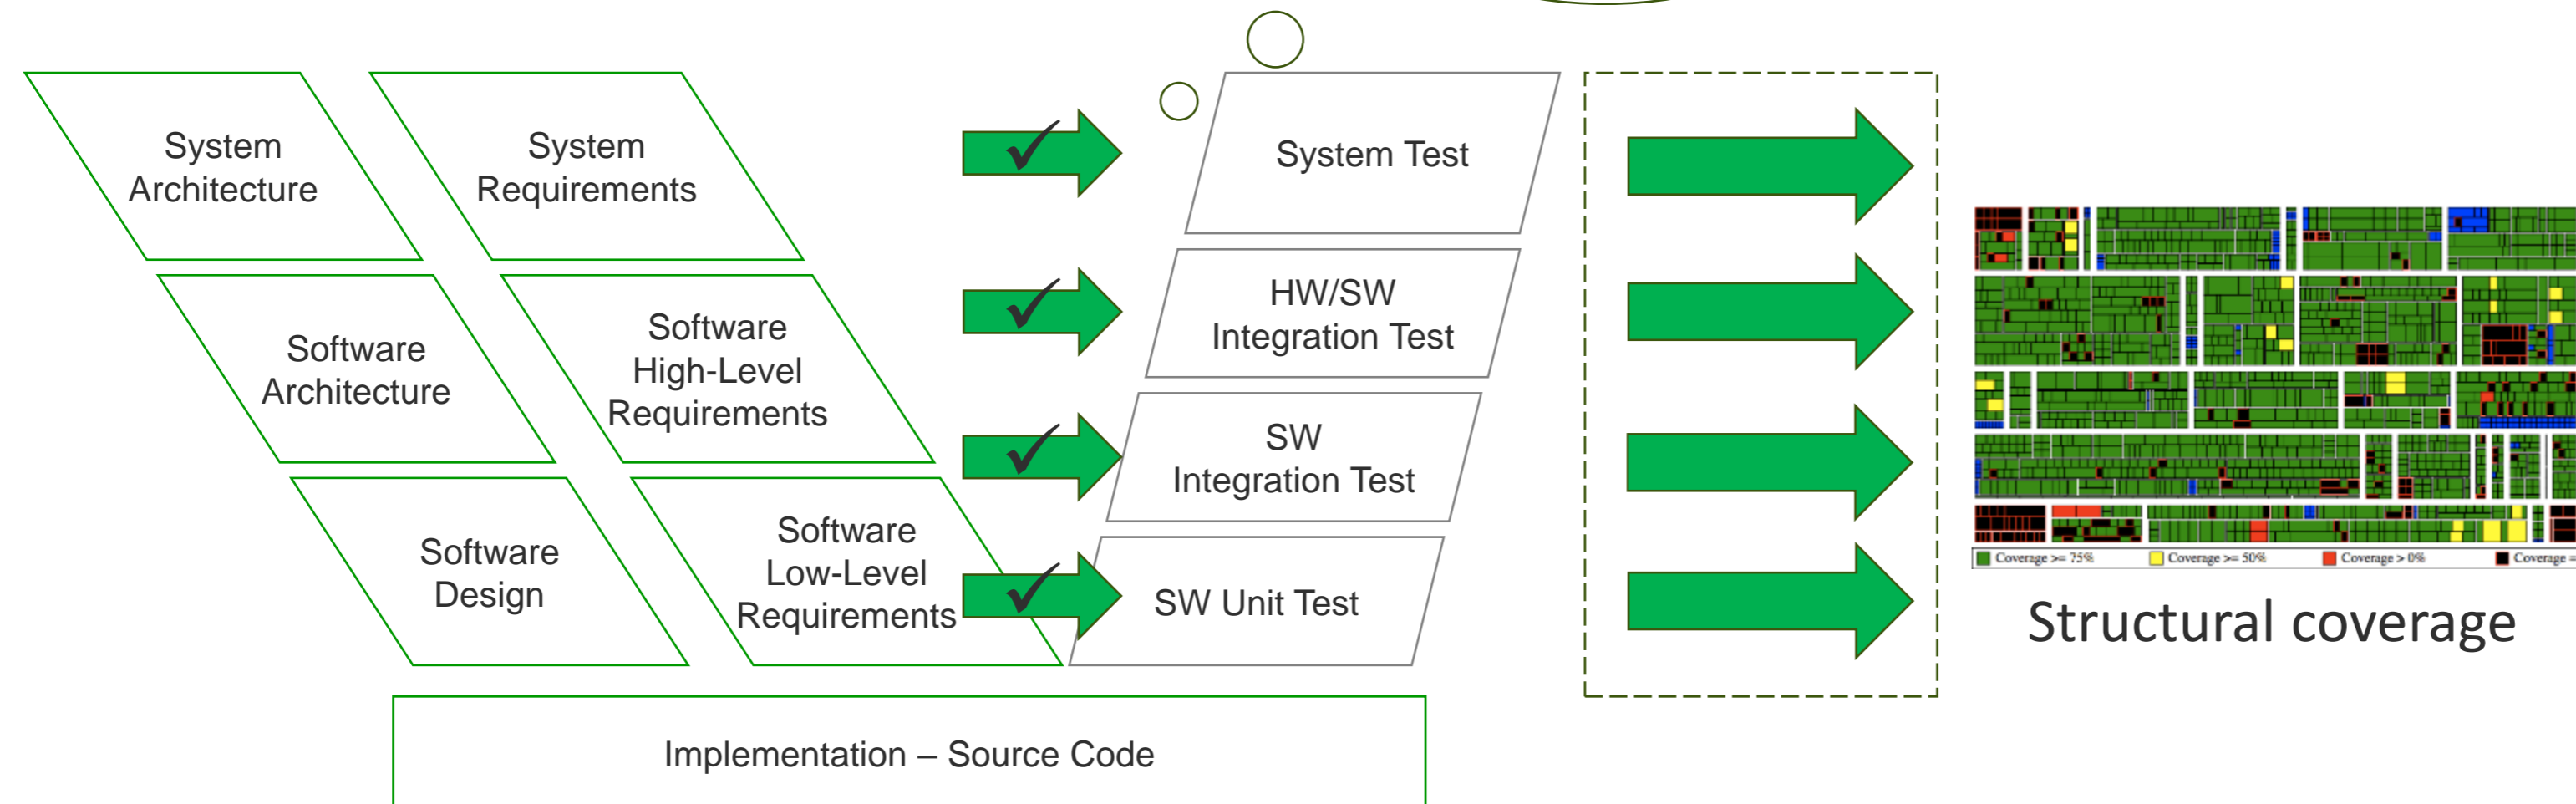 System
Architecture
System
Requirements
System Test
Software
Architecture
Software
High-Level
Requirements
HW/SW
Integration Test
SW
Integration Test
Software
Design
Software
Low-Level
Requirements
SW Unit Test
Implementation – Source Code
Coverage >= 75%
Coverage >= 50%
Coverage > 0%
Coverage =
Structural coverage